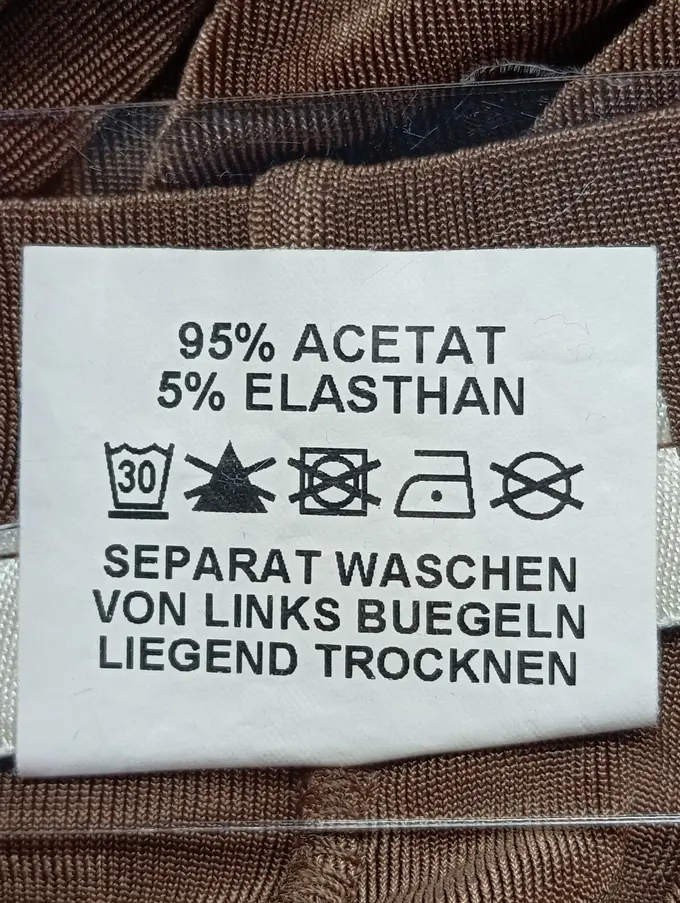 95% ACETAT
5% ELASTHAN
30
SEPARAT WASCHEN
VON LINKS BUEGELN
LIEGEND TROCKNEN